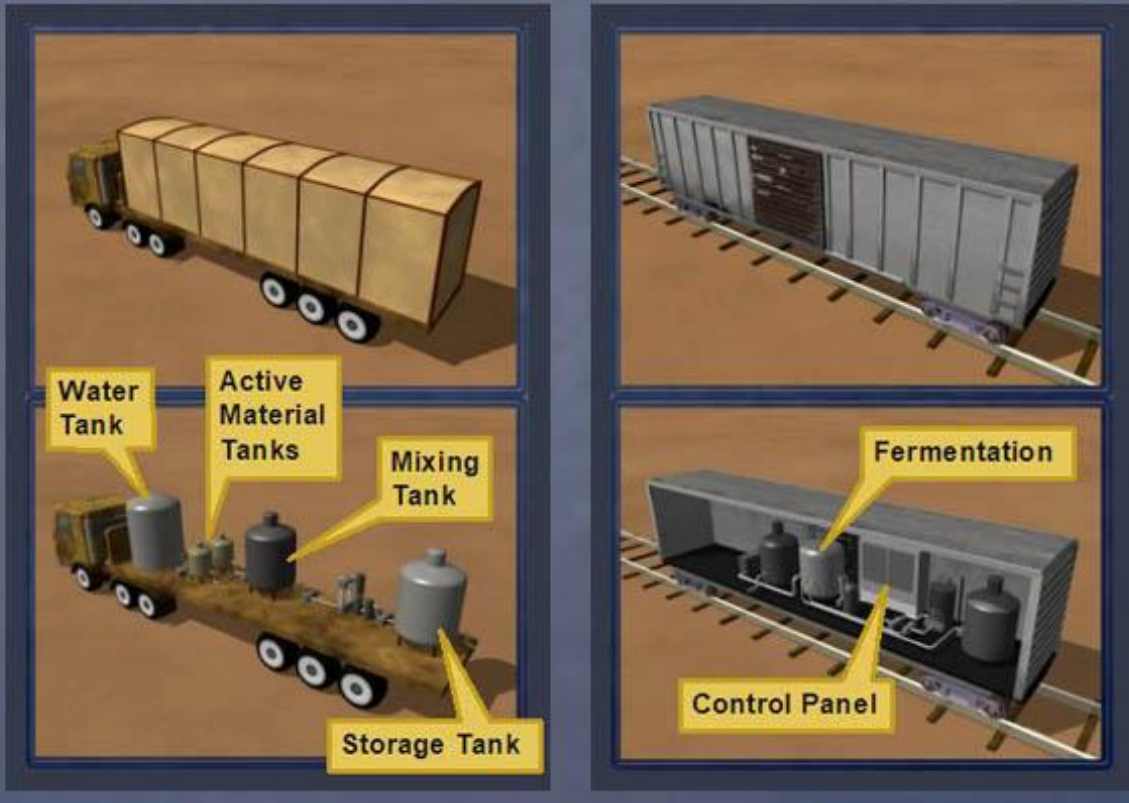 Water
Tank
Active
Material
Tanks
Mixing
Tank
Storage Tank
Fermentation
Control Panel